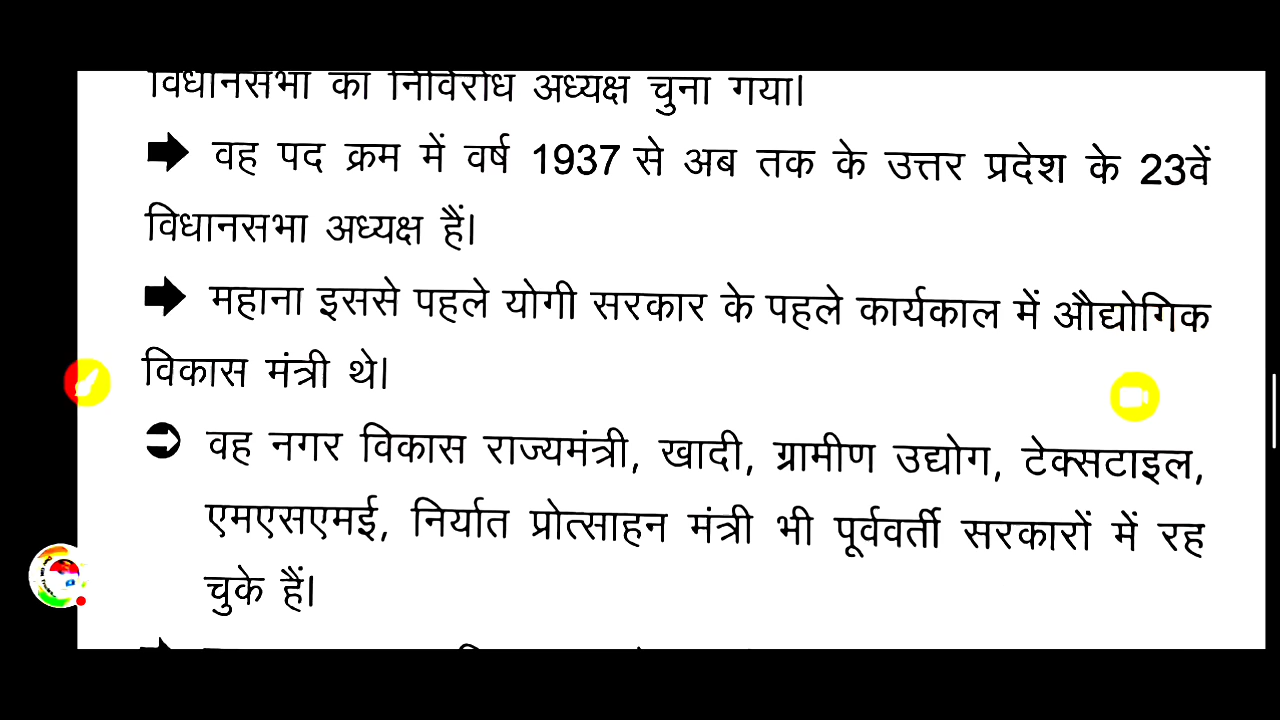 विधानसभा का निर्विरोध अध्यक्ष चुना गया।
वह पद क्रम में वर्ष 1937 से अब तक के उत्तर प्रदेश के 23वें
विधानसभा अध्यक्ष हैं।
महाना इससे पहले योगी सरकार के पहले कार्यकाल में औद्योगिक
विकास मंत्री थे।
वह नगर विकास राज्यमंत्री, खादी, ग्रामीण उद्योग, टेक्सटाइल,
एमएसएमई, निर्यात प्रोत्साहन मंत्री भी पूर्ववर्ती सरकारों में रह
चुके हैं।